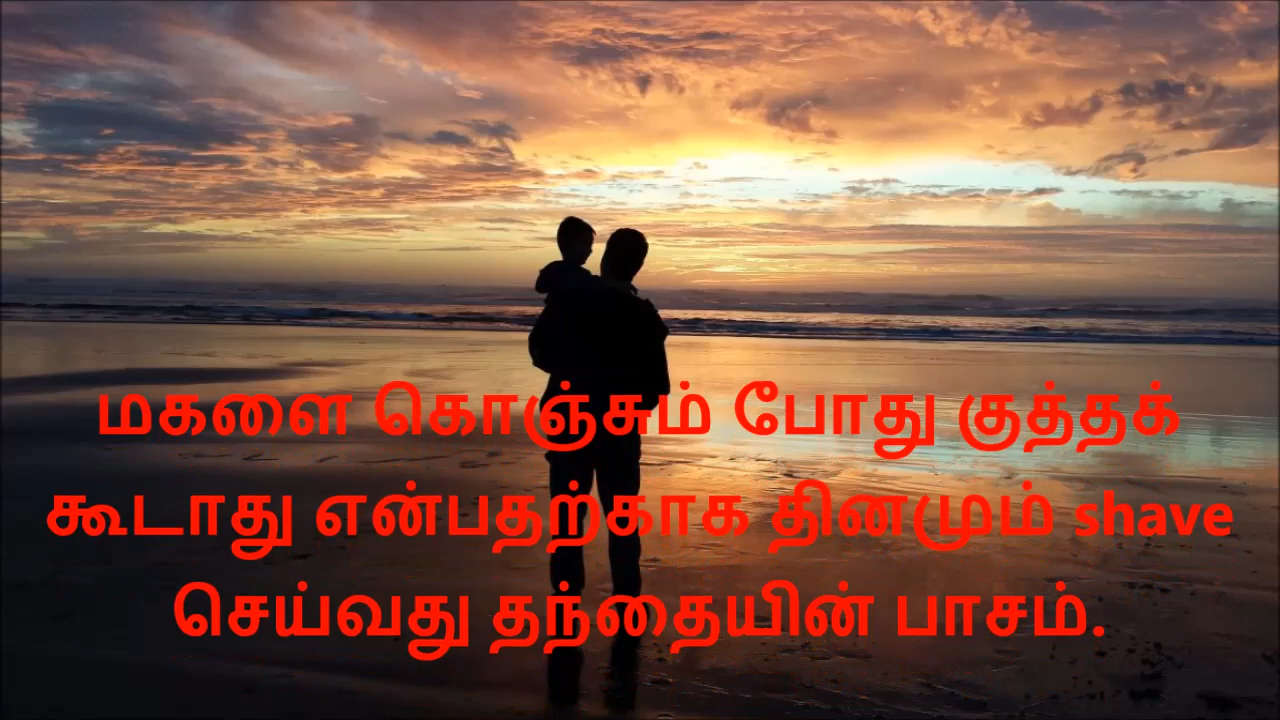 மகளை கொஞ்சும் போது குத்தக்
கூடாது என்பதற்காக தினமும் shave
செய்வது தந்தையின் பாசம்.